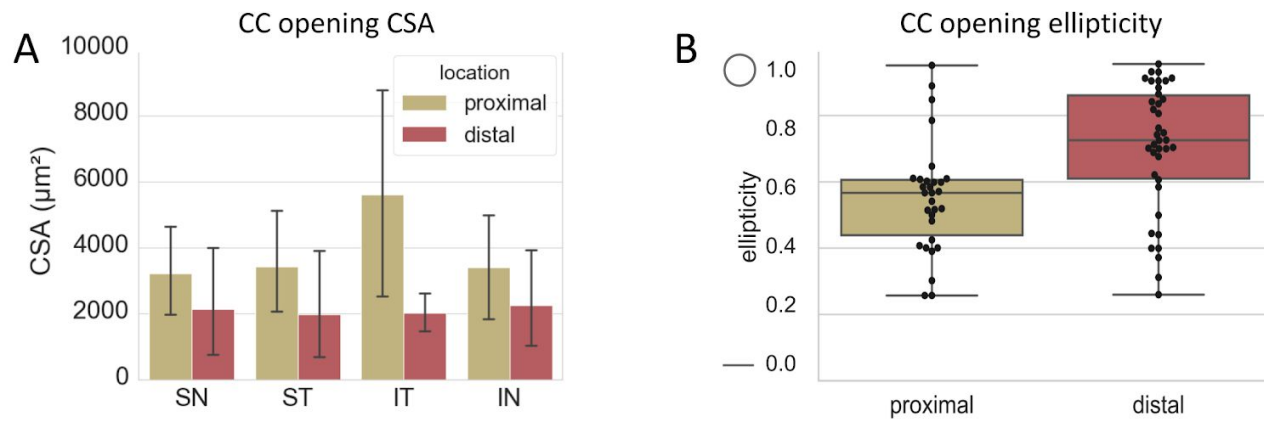 A
CC opening CSA
CSA (µm²)
10000
8000
6000
4000
2000
0
location
proximal
distal
SN
ST
IT
IN
B
CC opening ellipticity
ellipticity
1.0
0.8
0.6
0.4
0.2
0.0
proximal
distal